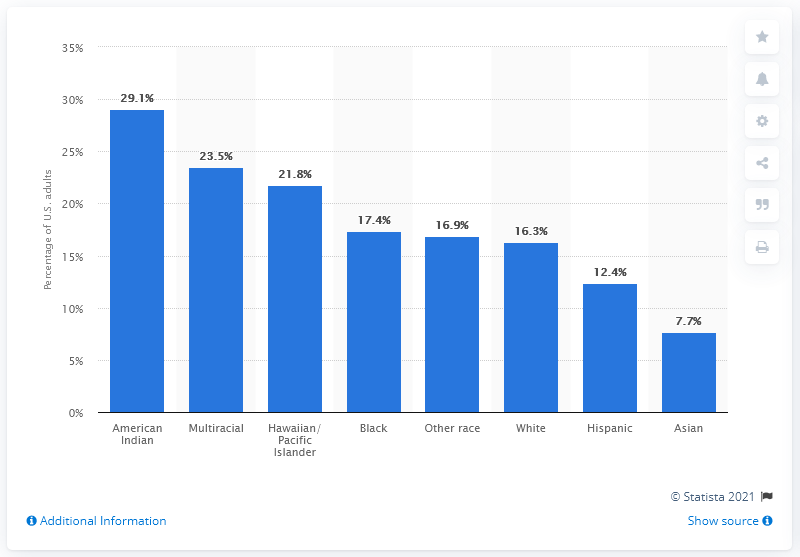 35%
30%
25%
20%
15%
10%
5%
0%
Percentage of U.S. adults
29.1%
23.5%
21.8%
17.4%
16.9%
16.3%
12.4%
7.7%
American
Indian
Multiracial
Hawaiian/
Pacific
Islander
Black
Other race
White
Hispanic
Asian
© Statista 2021
Additional Information
Show source